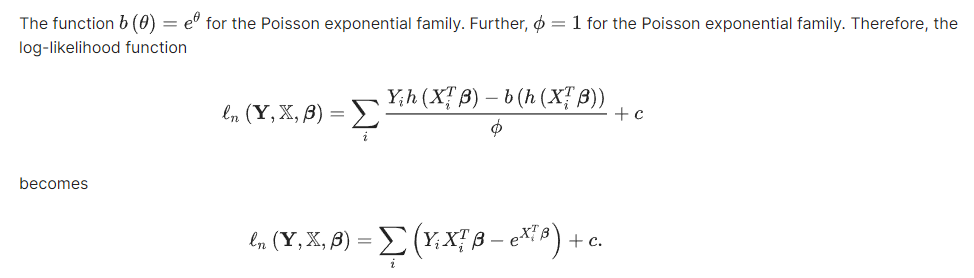 The function b (θ) = e^θ for the Poisson exponential family. Further, ϕ = 1 for the Poisson exponential family. Therefore, the
log-likelihood function
ℓ_n (Y, 𝕏, β) = ∑_i \frac{Y_i h (X_i^T β) − b (h (X_i^T β))}{ϕ} + c
becomes
ℓ_n (Y, 𝕏, β) = ∑_i (Y_i X_i^T β − e^{X_i^T β}) + c.